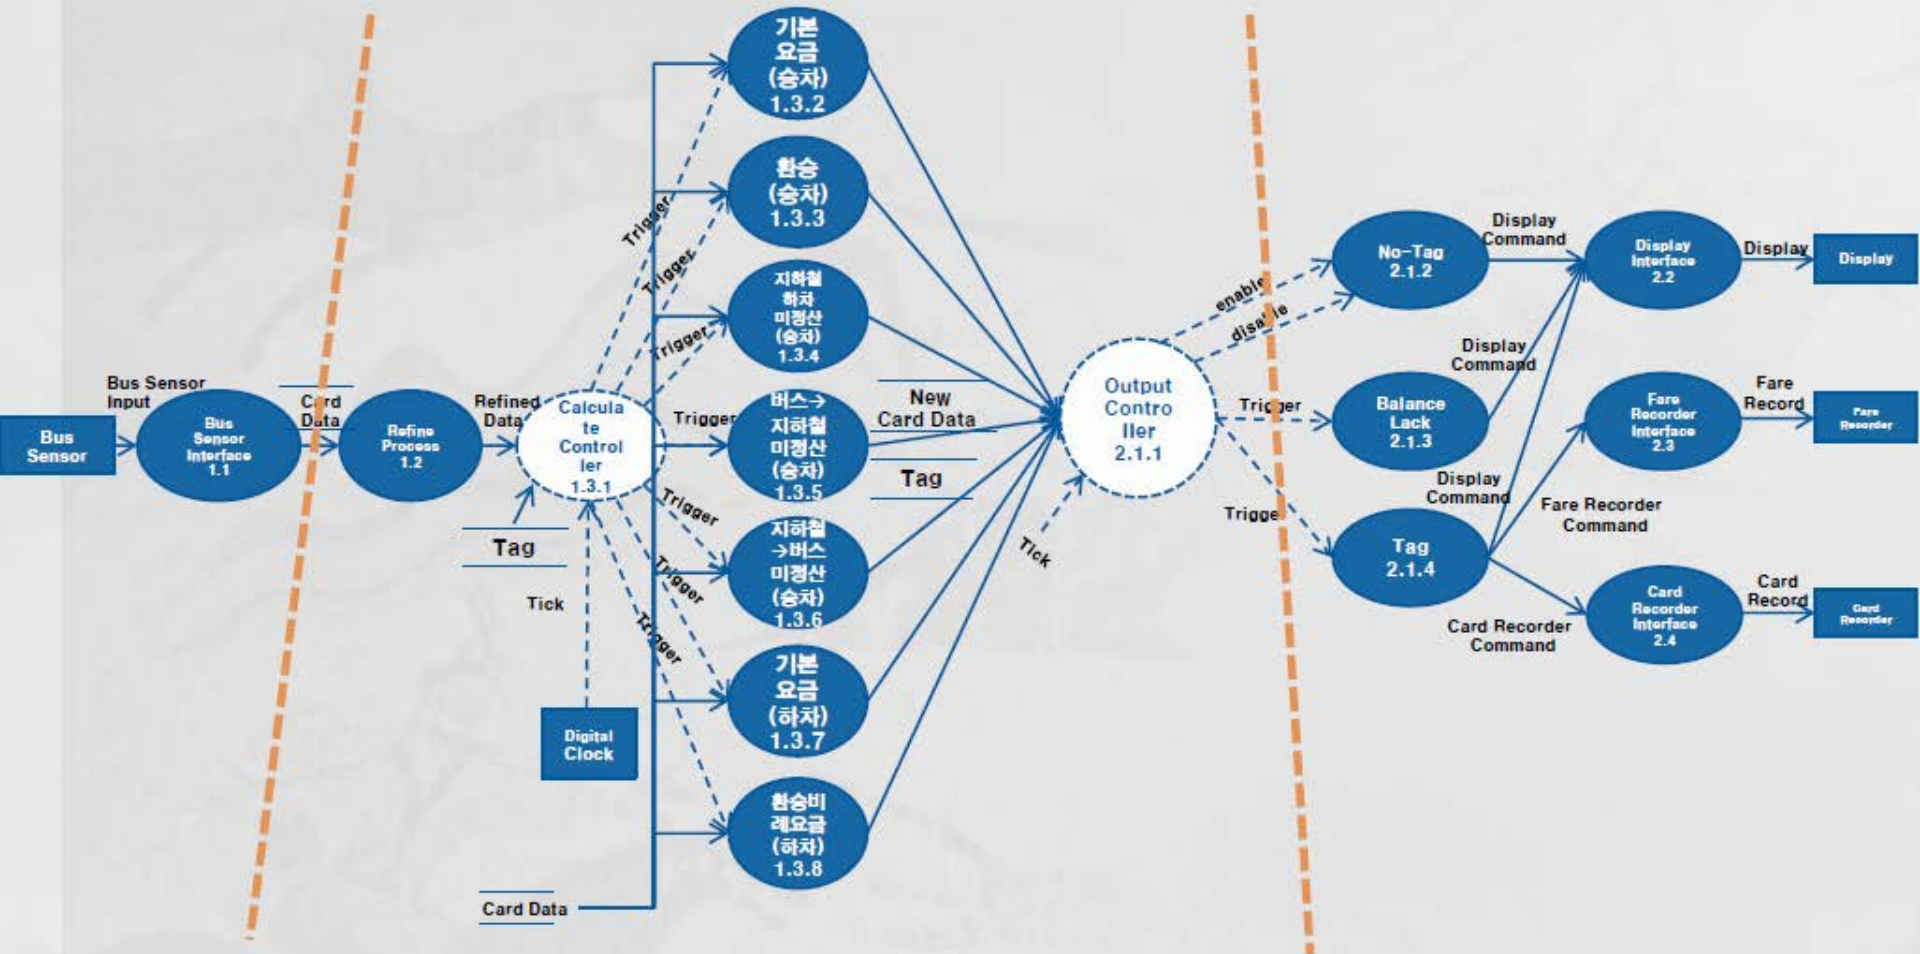 Bus
Sensor
Bus Sensor
Input
Bus
Sensor
Interface
1.1
Card
Data
Refine
Process
1.2
Refined
Data
Calcula
te
Control
ler
1.3.1
Tag
Tick
Digital
Clock
Card Data
Trigger
Trigger
Trigger
Trigger
Trigger
Trigger
Trigger
기본
요금
(승차)
1.3.2
환승
(승차)
1.3.3
지하철
하차
미정산
(승차)
1.3.4
버스→
지하철
미정산
(승차)
1.3.5
지하철
→버스
미정산
(승차)
1.3.6
기본
요금
(하차)
1.3.7
환승비
례요금
(하차)
1.3.8
New
Card Data
Tag
Output
Contro
ller
2.1.1
Tick
enable
disable
Trigger
Trigge
No-Tag
2.1.2
Balance
Lack
2.1.3
Tag
2.1.4
Display
Command
Display
Command
Display
Command
Fare Recorder
Command
Card Recorder
Command
Display
Interface
2.2
Fare
Recorder
Interface
2.3
Card
Recorder
Interface
2.4
Display
Fare
Record
Card
Record
Display
Fare
Recorder
Card
Recorder